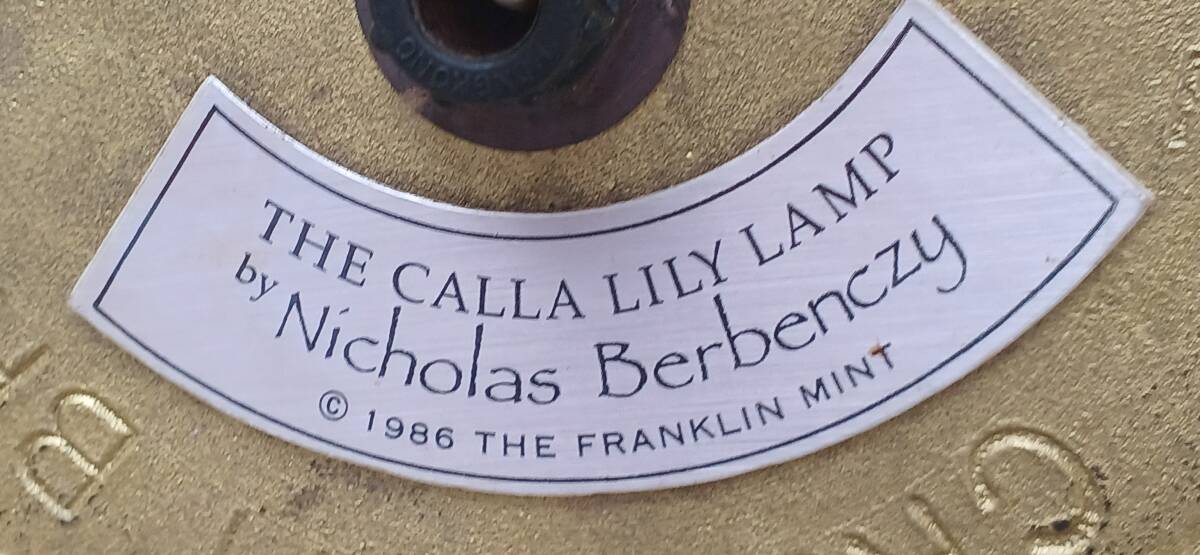 THE CALLA LILY LAMP
by Nicholas Berbenczy
© 1986 THE FRANKLIN MINT